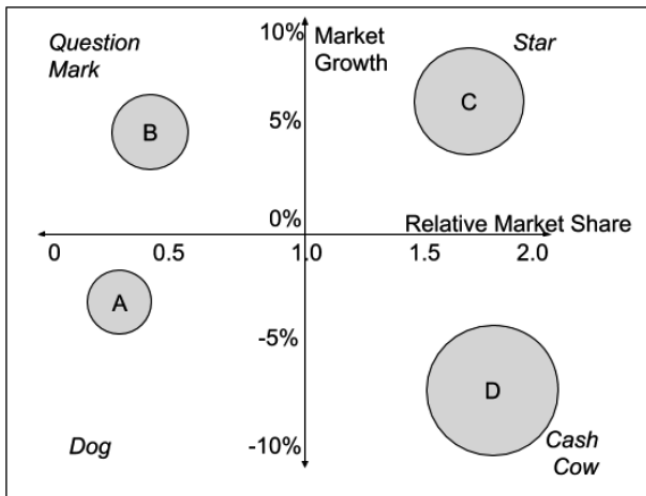 Question
Mark
10%
Market
Growth
Star
B
5%
C
0%
Relative Market Share
0
0.5
1.0
1.5
2.0
A
-5%
D
Dog
-10%
Cash
Cow